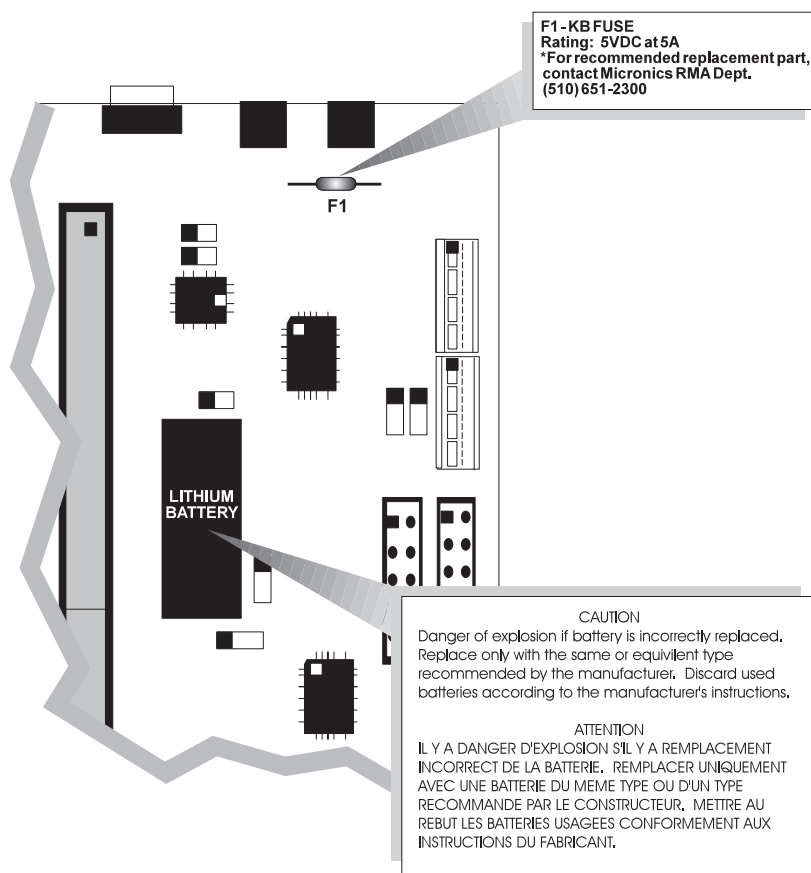 F1 - KB FUSE
Rating: 5VDC at 5A
*For recommended replacement part,
contact Micronics RMA Dept.
(510) 651-2300
F1
LITHIUM
BATTERY
CAUTION
Danger of explosion if battery is incorrectly replaced.
Replace only with the same or equivilent type
recommended by the manufacturer. Discard used
batteries according to the manufacturer's instructions.
ATTENTION
IL Y A DANGER D'EXPLOSION S'IL Y A REMPLACEMENT
INCORRECT DE LA BATTERIE. REMPLACER UNIQUEMENT
AVEC UNE BATTERIE DU MEME TYPE OU D'UN TYPE
RECOMMANDE PAR LE CONSTRUCTEUR. METTRE AU
REBUT LES BATTERIES USAGEES CONFORMEMENT AUX
INSTRUCTIONS DU FABRICANT.